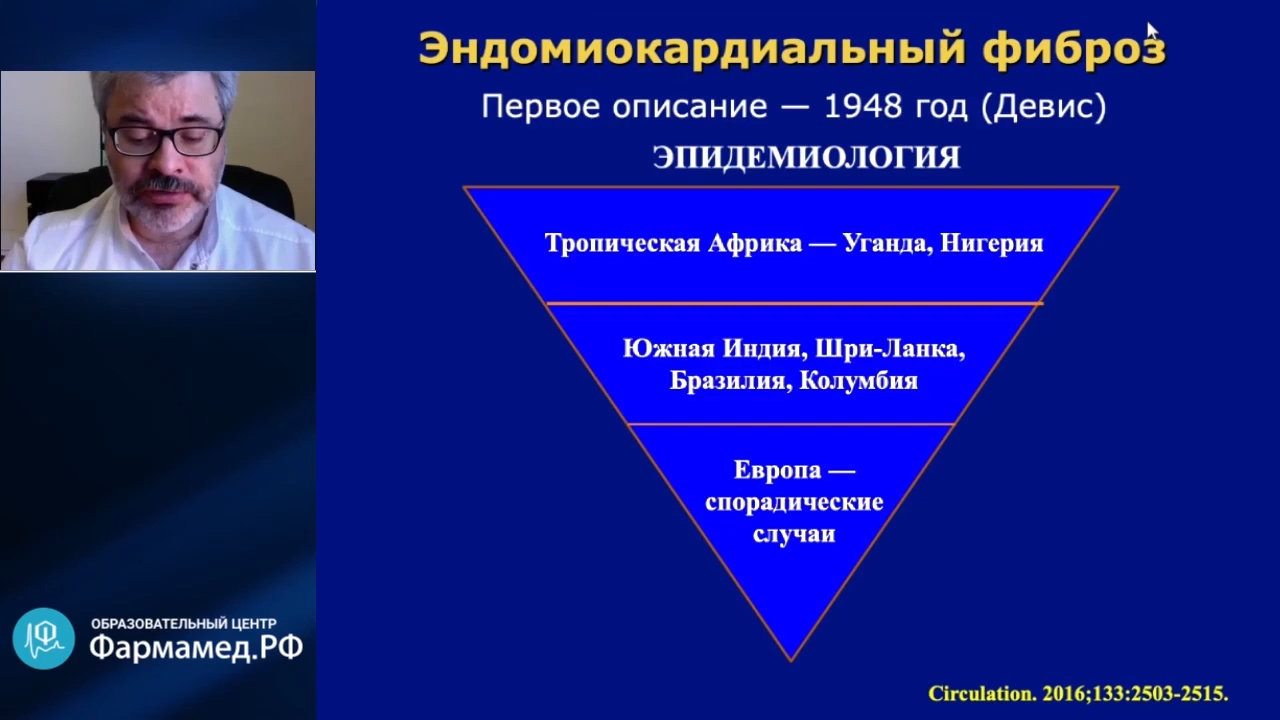 Эндомиокардиальный фиброз
Первое описание — 1948 год (Девис)
ЭПИДЕМИОЛОГИЯ
Тропическая Африка — Уганда, Нигерия
Южная Индия, Шри-Ланка,
Бразилия, Колумбия
Европа —
спорадические
случаи
ОБРАЗОВАТЕЛЬНЫЙ ЦЕНТР
Фармамед.РФ
Circulation. 2016;133:2503-2515.